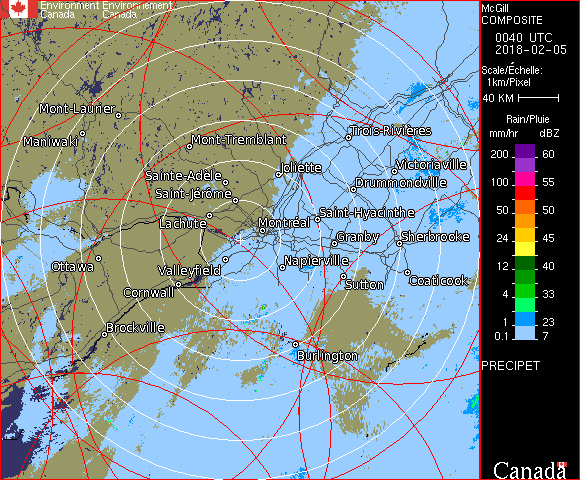 Environment Environnement
Canada Canada
McGill
COMPOSITE
0040 UTC
2018-02-05
Scale/Échelle:
1km/Pixel
40 KM
Rain/Pluie
mm/hr dBZ
200 60
100 55
50 50
24 45
12 40
4 33
1 23
0.1 7
PRECIPET
Canada
Mont-Laurier
Maniwaki
Mont-Tremblant
Trois-Rivières
Joliette
Victoriaville
Sainte-Adèle
Drummondville
Saint-Jérôme
Saint-Hyacinthe
Lachute
Montréal
Granby
Sherbrooke
Ottawa
Valleyfield
Napierville
Coaticook
Sutton
Cornwall
Brockville
Burlington